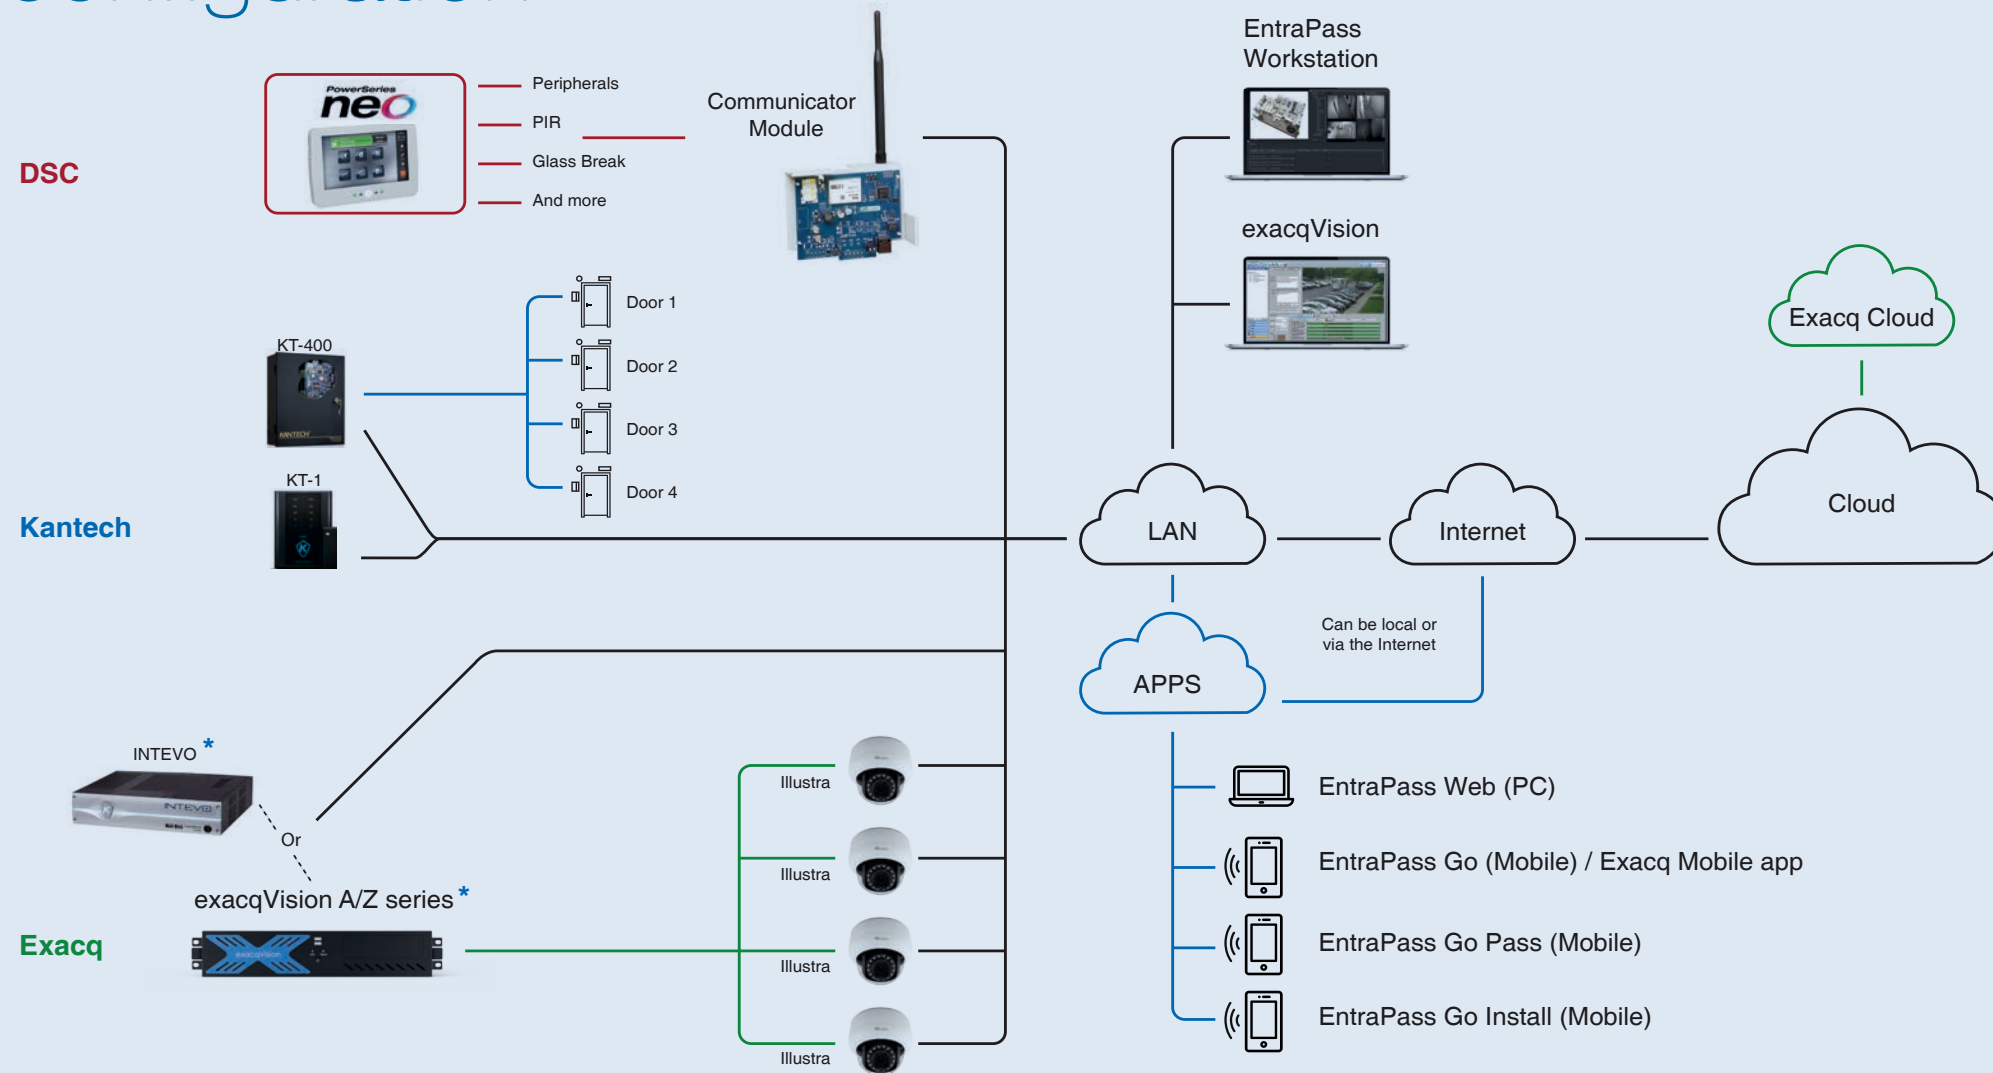 PowerSeries
neo
Peripherals
PIR
Glass Break
And more
DSC
Communicator
Module
EntraPass
Workstation
exacqVision
Exacq Cloud
Door 1
Door 2
Door 3
Door 4
KT-400
KANTECH
KT-1
Kantech
LAN
Internet
Cloud
Can be local or
via the Internet
APPS
INTEVO *
INTEVO
Or
exacqVision A/Z series *
exacqVision
Exacq
Illustra
Illustra
Illustra
Illustra
EntraPass Web (PC)
EntraPass Go (Mobile) / Exacq Mobile app
EntraPass Go Pass (Mobile)
EntraPass Go Install (Mobile)